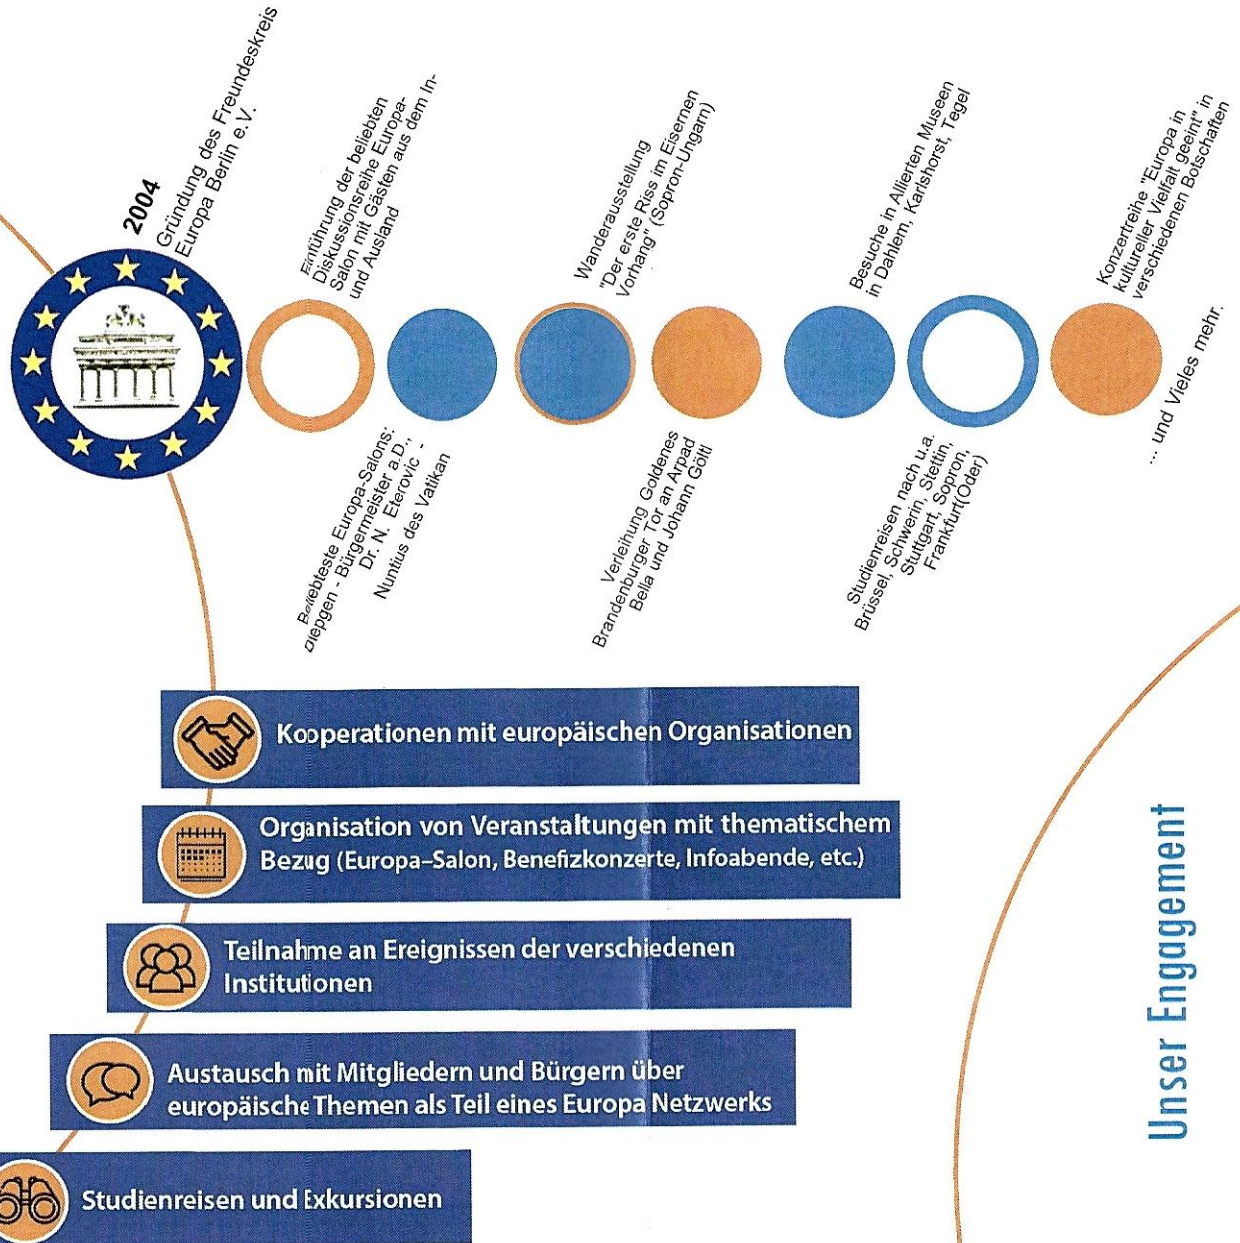 2004
Gründung des Freundeskreis
Europa Berlin e.V.
Einführung der beliebten
Diskussionsreihe Europa-
Salon mit Gästen aus dem In-
und Ausland
Beliebteste Europa-Salons:
Diepgen - Bürgermeister a.D.,
Dr. N. Eterovic -
Nuntius des Vatikan
Wanderausstellung
"Der erste Riss im Eisernen
Vorhang" (Sopron-Ungarn)
Verleihung Goldenes
Brandenburger Tor an Arpad
Bella und Johann Göltl
Besuche in Allierten Museen
in Dahlem, Karlshorst, Tegel
Studienreisen nach u.a.
Brüssel, Schwerin, Stettin,
Stuttgart, Sopron,
Frankfurt(Oder)
Konzertreihe "Europa in
kultureller Vielfalt geeint" in
verschiedenen Botschaften
... und Vieles mehr.
Kooperationen mit europäischen Organisationen
Organisation von Veranstaltungen mit thematischem
Bezug (Europa–Salon, Benefizkonzerte, Infoabende, etc.)
Teilnahme an Ereignissen der verschiedenen
Institutionen
Austausch mit Mitgliedern und Bürgern über
europäische Themen als Teil eines Europa Netzwerks
Studienreisen und Exkursionen
Unser Engagement